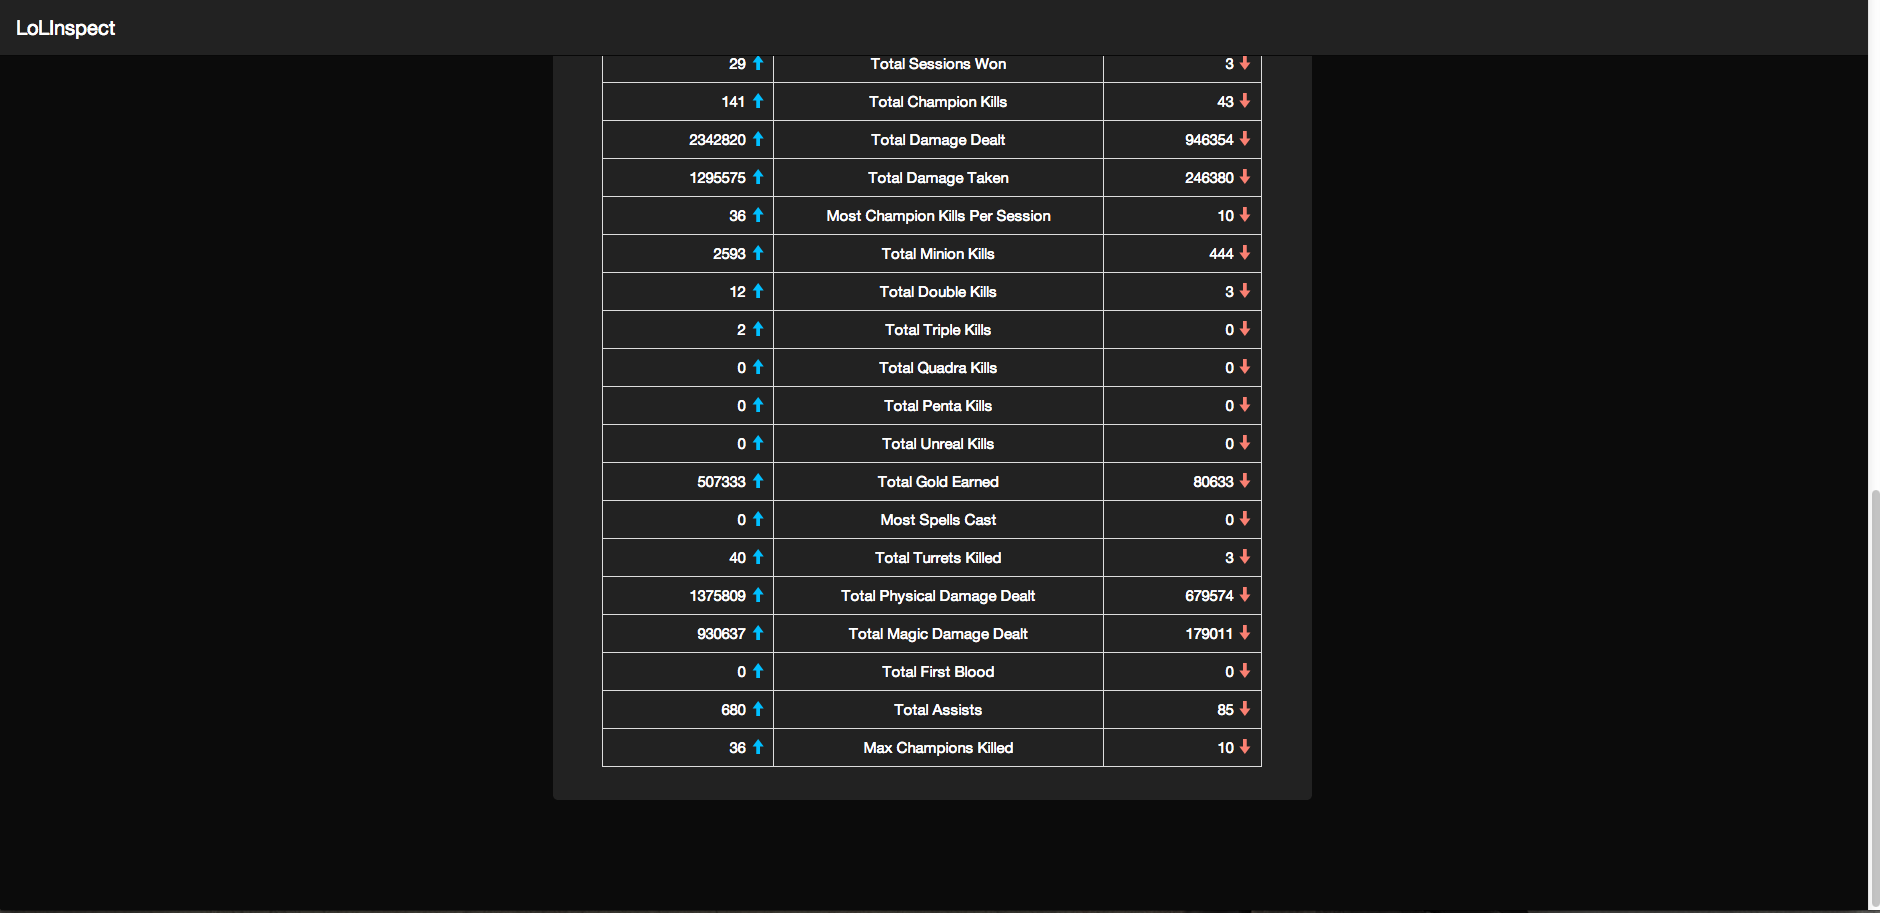 LoLInspect
29 Total Sessions Won 3
141 Total Champion Kills 43
2342820 Total Damage Dealt 946354
1295575 Total Damage Taken 246380
36 Most Champion Kills Per Session 10
2593 Total Minion Kills 444
12 Total Double Kills 3
2 Total Triple Kills 0
0 Total Quadra Kills 0
0 Total Penta Kills 0
0 Total Unreal Kills 0
507333 Total Gold Earned 80633
0 Most Spells Cast 0
40 Total Turrets Killed 3
1375809 Total Physical Damage Dealt 679574
930637 Total Magic Damage Dealt 179011
0 Total First Blood 0
680 Total Assists 85
36 Max Champions Killed 10